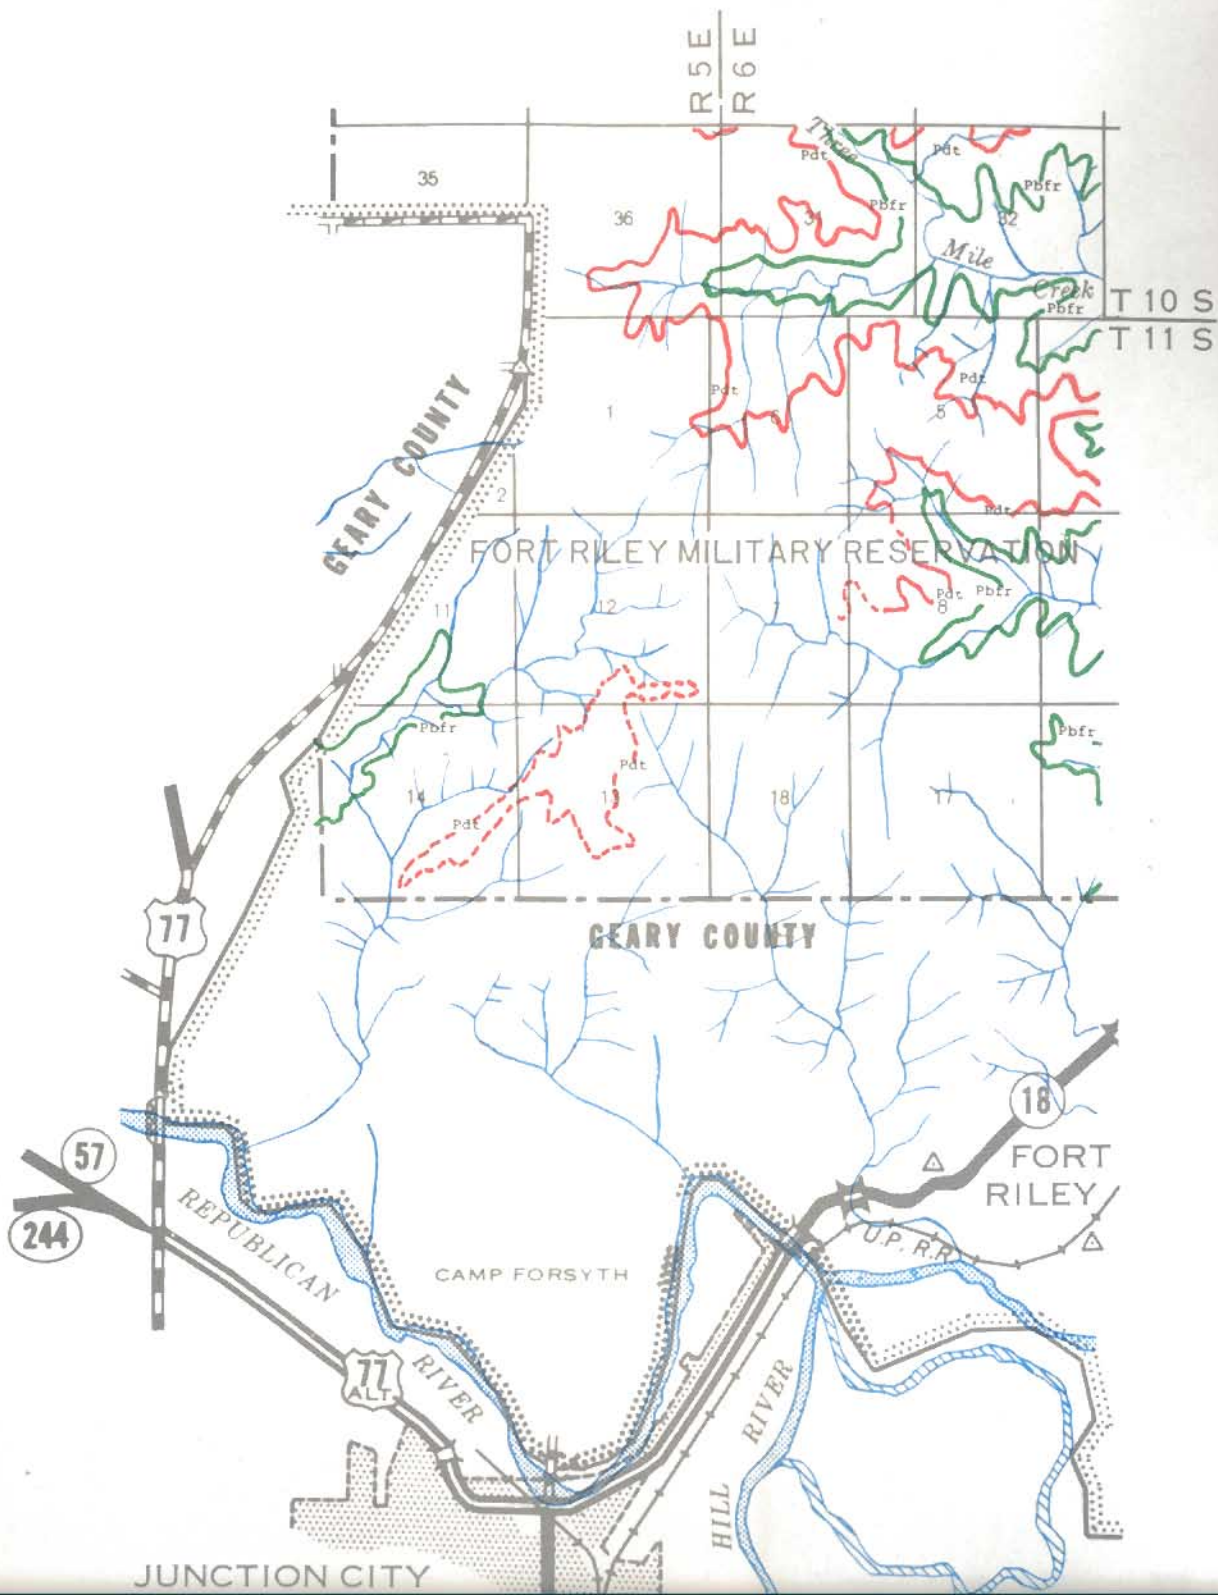 R 5 E
R 6 E
Three
Pdt
Pdt
35
Pbfr
Pbfr
36
31
32
Mile
Creek
Pbfr
T 10 S
T 11 S
GEARY COUNTY
Pdt
Pdt
1
6
5
2
Pdt
FORT RILEY MILITARY RESERVATION
11
12
7
Pdt
8
Pbfr
Pbfr
Pbfr
Pdt
14
13
18
17
Pdt
77
GEARY COUNTY
18
57
FORT
RILEY
244
REPUBLICAN
U.P. R.R.
CAMP FORSYTH
77
ALT
RIVER
RIVER
HILL
JUNCTION CITY